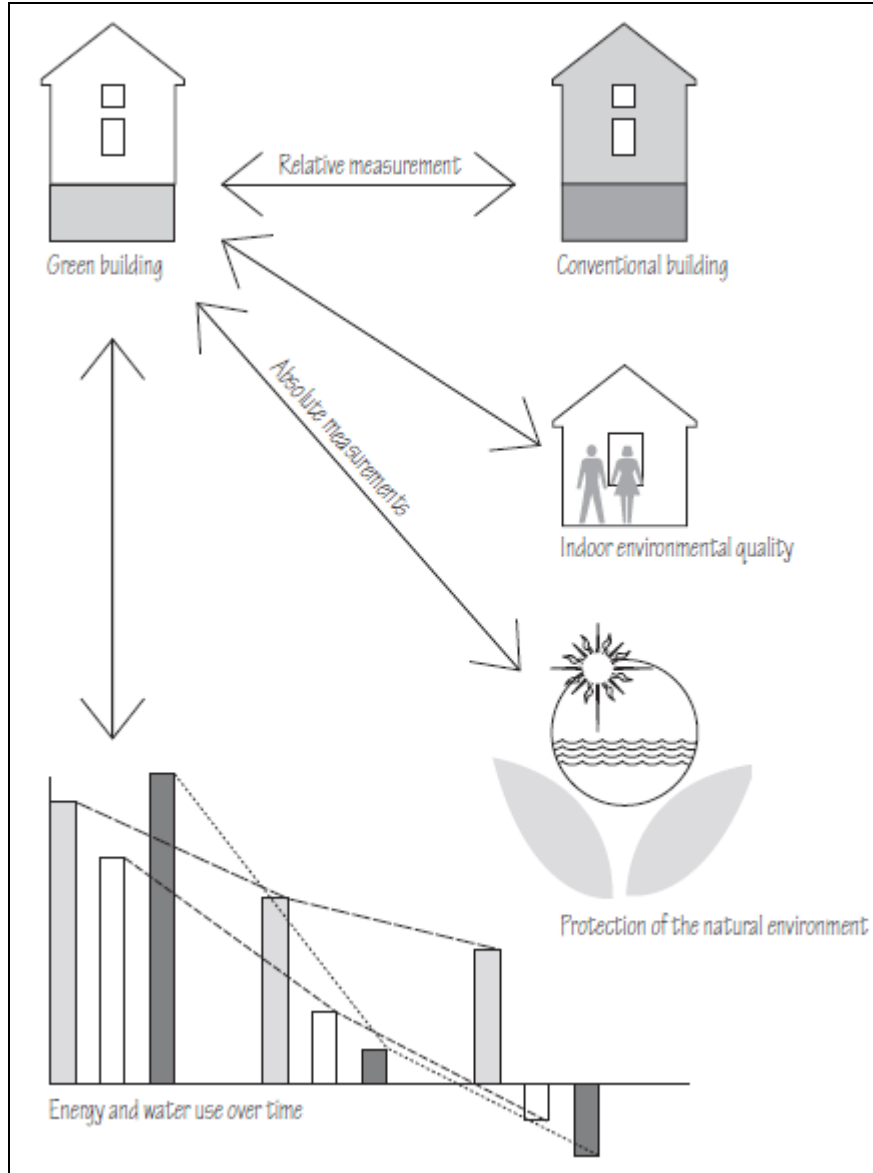 Relative measurement
Green building
Conventional building
Absolute measurements
Indoor environmental quality
Protection of the natural environment
Energy and water use over time